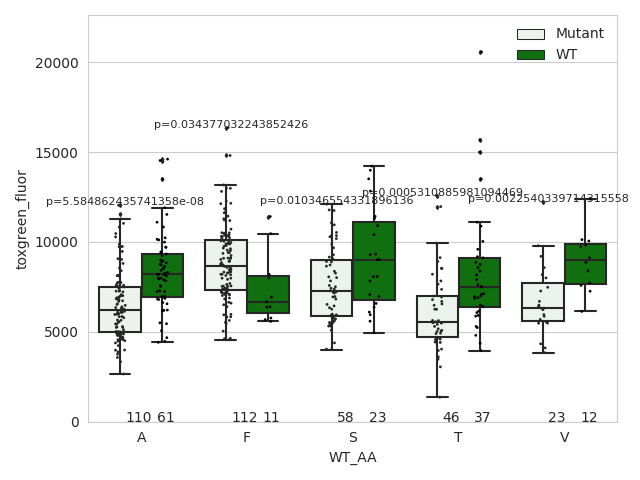 Mutant
WT
20000
15000
10000
5000
0
toxgreen_fluor
p=5.584862435741358e-08
p=0.034377032243852426
p=0.010346554331896136
p=0.0005310885981094469
p=0.0022540339714315558
110 61
112 11
58 23
46 37
23 12
A F S T V
WT_AA